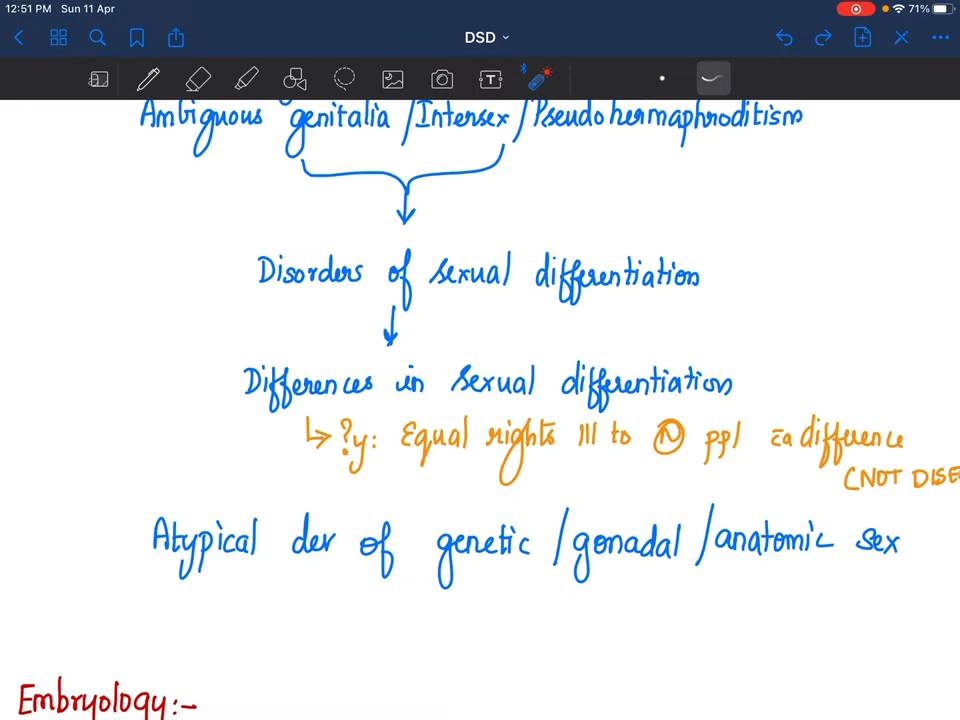 12:51 PM Sun 11 Apr
71%
DSD
T
Ambiguous genitalia /Intersex /Pseudohermaphroditism
Disorders of sexual differentiation
Differences in sexual differentiation
?y: Equal rights lll to N ppl c̄ a difference
(NOT DISE
Atypical dev of genetic /gonadal /anatomic sex
Embryology:-